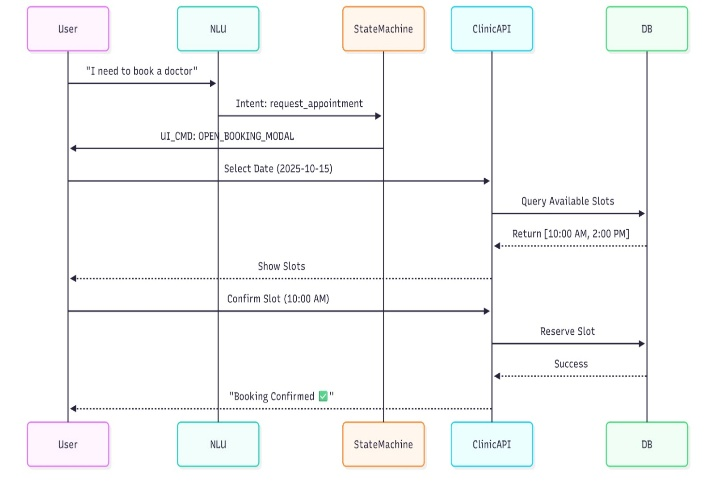 User NLU StateMachine ClinicAPI DB
"I need to book a doctor"
Intent: request_appointment
UI_CMD: OPEN_BOOKING_MODAL
Select Date (2025-10-15)
Query Available Slots
Return [10:00 AM, 2:00 PM]
Show Slots
Confirm Slot (10:00 AM)
Reserve Slot
Success
"Booking Confirmed ✅"
User NLU StateMachine ClinicAPI DB